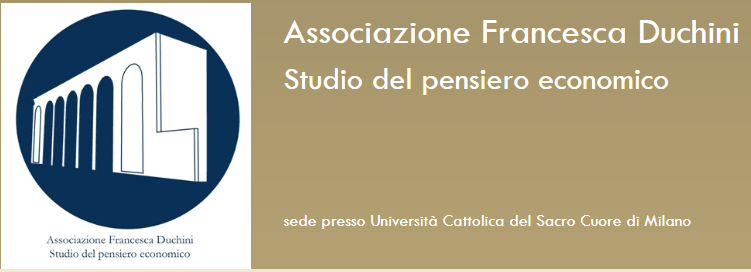 Associazione Francesca Duchini
Studio del pensiero economico
sede presso Università Cattolica del Sacro Cuore di Milano
Associazione Francesca Duchini
Studio del pensiero economico